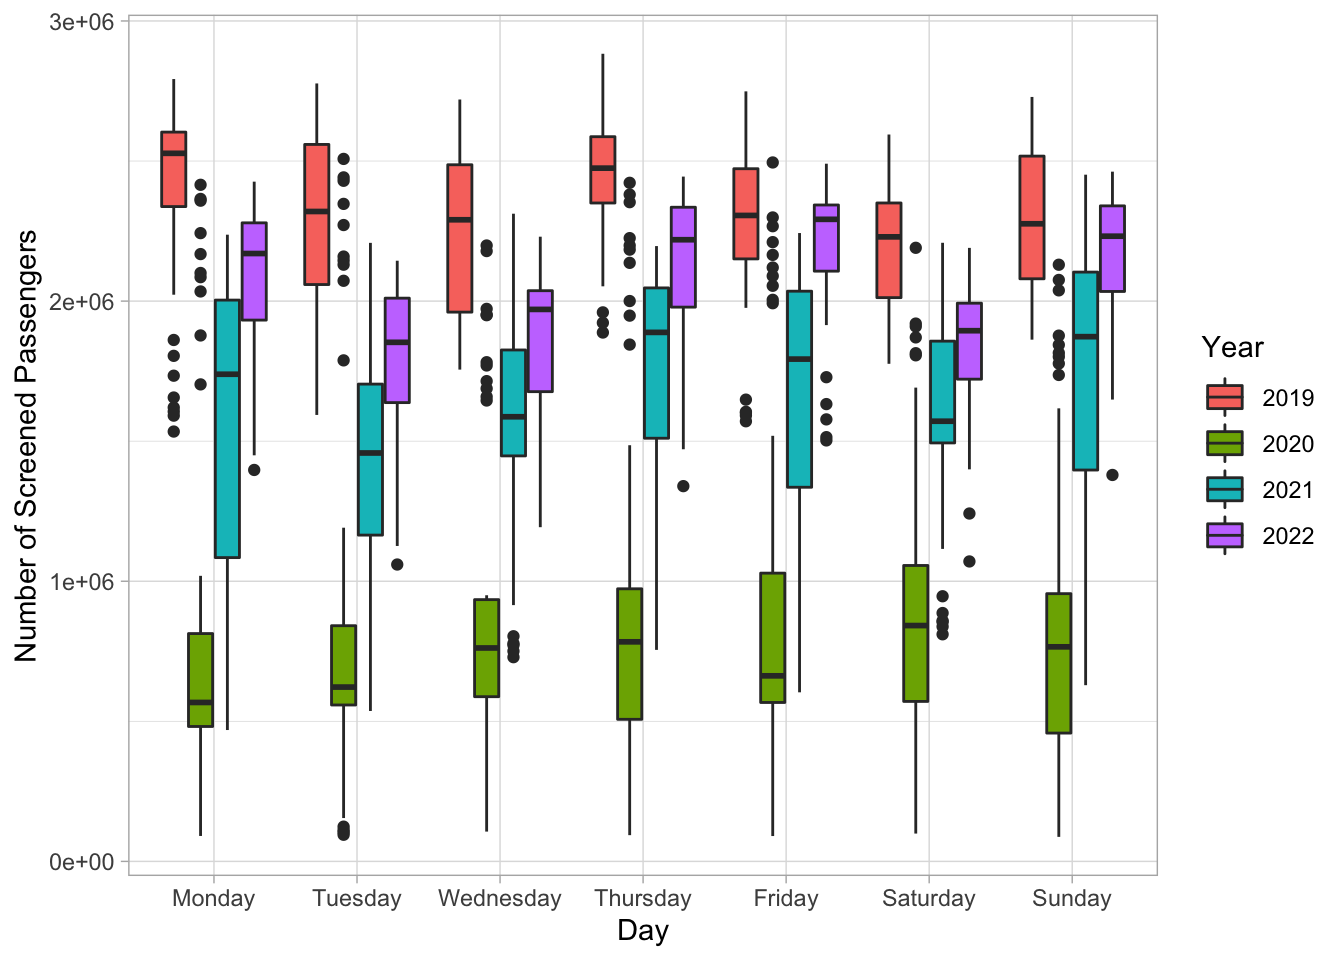 3e+06
2e+06
1e+06
0e+00
Number of Screened Passengers
Monday Tuesday Wednesday Thursday Friday Saturday Sunday
Day
Year
2019
2020
2021
2022